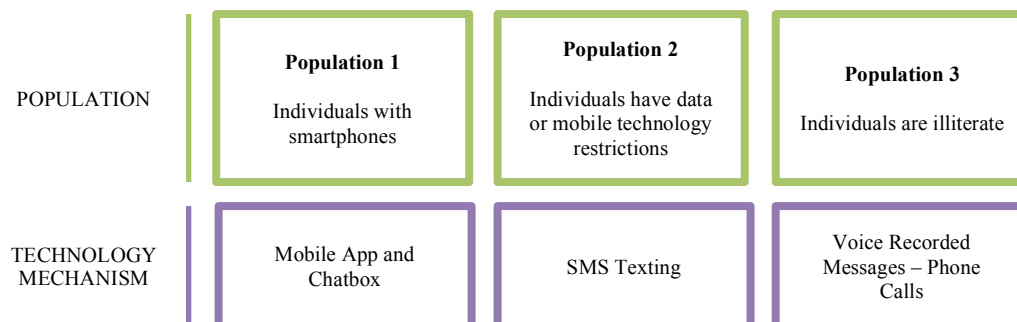 POPULATION
Population 1
Individuals with
smartphones
Population 2
Individuals have data
or mobile technology
restrictions
Population 3
Individuals are illiterate
TECHNOLOGY
MECHANISM
Mobile App and
Chatbox
SMS Texting
Voice Recorded
Messages – Phone
Calls